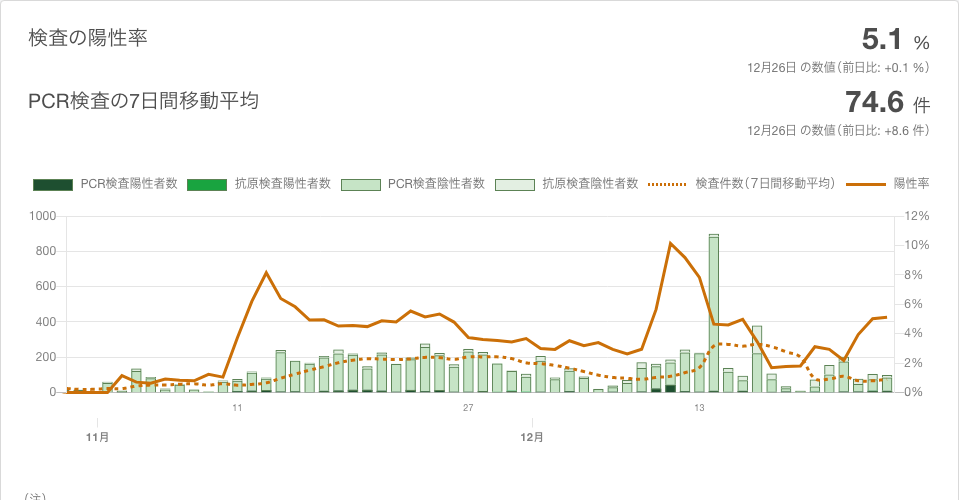 検査の陽性率
5.1 %
12月26日 の数値（前日比: +0.1 %）
PCR検査の7日間移動平均
74.6 件
12月26日 の数値（前日比: +8.6 件）
PCR検査陽性者数 抗原検査陽性者数 PCR検査陰性者数 抗原検査陰性者数 検査件数（7日間移動平均） 陽性率
1000 12%
10%
800
8%
600
6%
400
4%
200
2%
0 0%
11 27 13
11月 12月
（注）